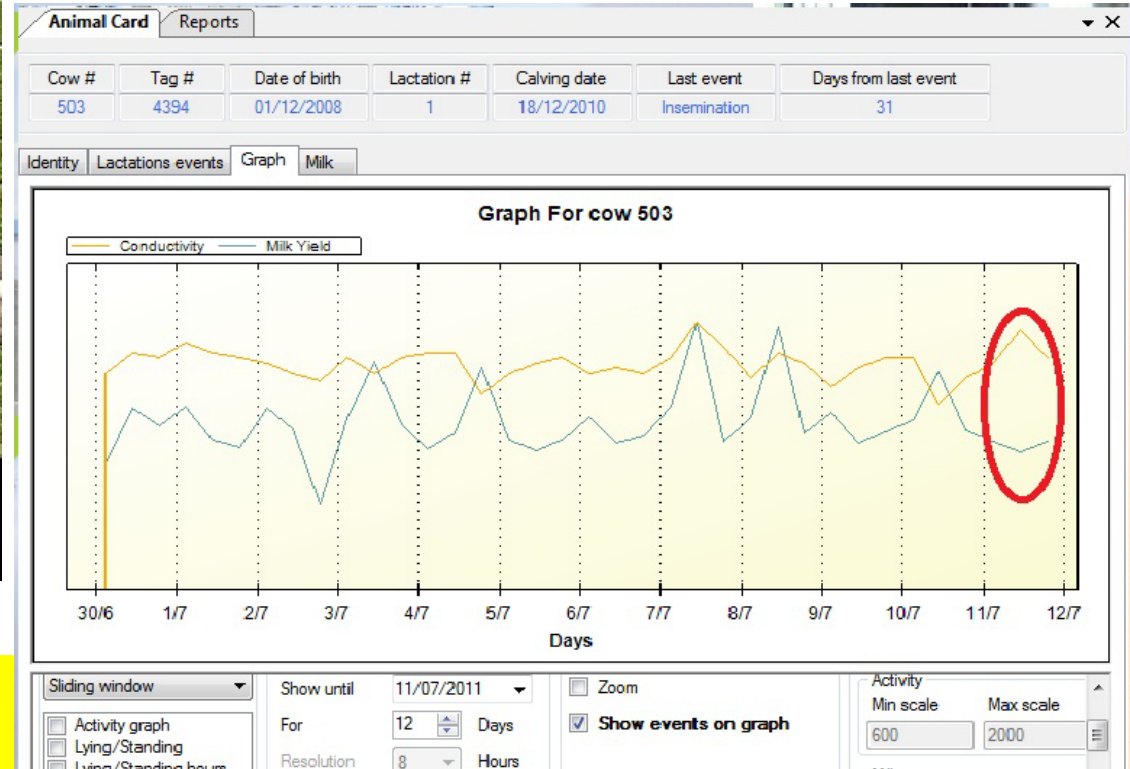 Animal Card Reports
Cow # Tag # Date of birth Lactation # Calving date Last event Days from last event
503 4394 01/12/2008 1 18/12/2010 Insemination 31
Identity Lactations events Graph Milk
Graph For cow 503
Conductivity Milk Yield
30/6 1/7 2/7 3/7 4/7 5/7 6/7 7/7 8/7 9/7 10/7 11/7 12/7
Days
Sliding window Show until 11/07/2011 Zoom Activity
Min scale Max scale
Activity graph For 12 Days Show events on graph 600 2000
Lying/Standing
Lying/Standing hours Resolution 8 Hours